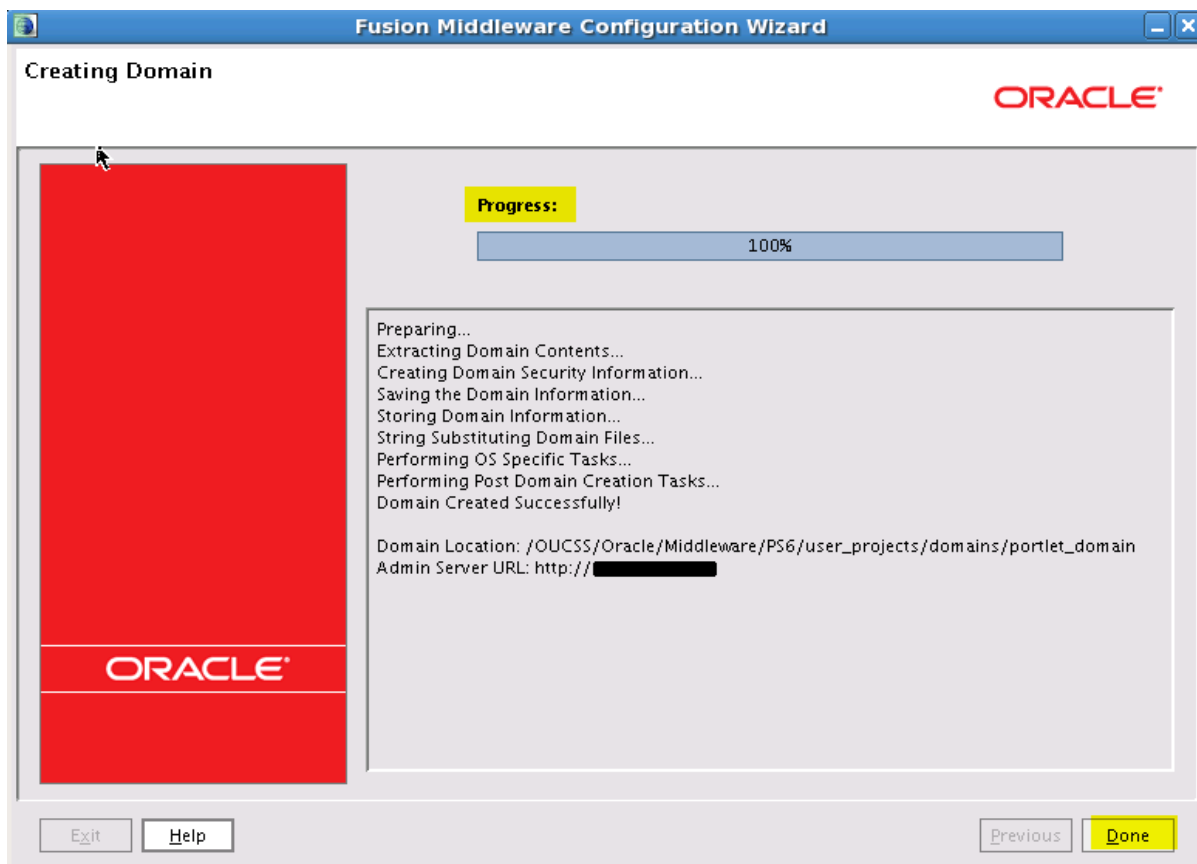 Fusion Middleware Configuration Wizard
Creating Domain
ORACLE
Progress:
100%
Preparing...
Extracting Domain Contents...
Creating Domain Security Information...
Saving the Domain Information...
Storing Domain Information...
String Substituting Domain Files...
Performing OS Specific Tasks...
Performing Post Domain Creation Tasks...
Domain Created Successfully!
Domain Location: /OUCSS/Oracle/Middleware/PS6/user_projects/domains/portlet_domain
Admin Server URL: http://
ORACLE
Exit Help Previous Done